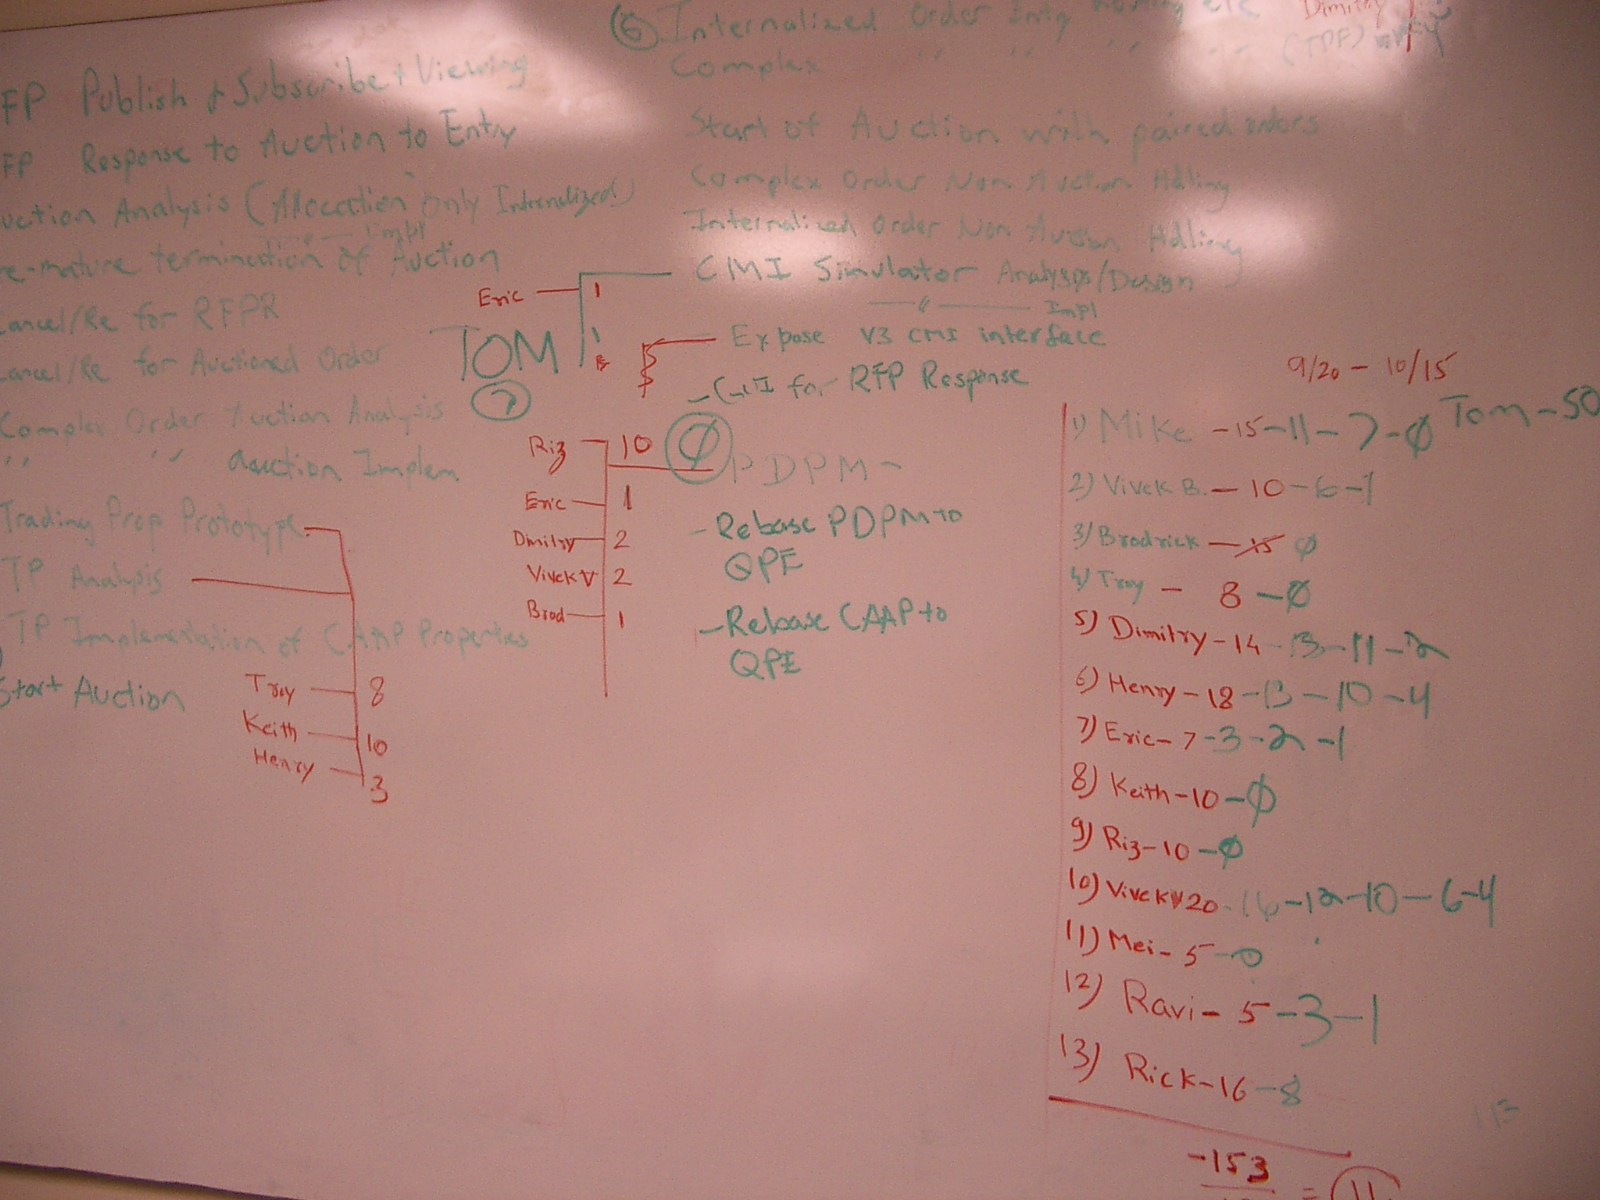 FP Publish & Subscribe + Viewing
FP Response to Auction to Entry
uction Analysis (Allocation only Internalized)
—〃— Impl
re-mature termination of Auction
Cancel/Re for RFPR
Cancel/Re for Auctioned Order
Complex Order Auction Analysis
〃 〃 Auction Implem
Trading Prop Prototype
TP Analysis
TP Implementation of CAAP Properties
Start Auction
Troy 8
Keith 10
Henry 3
⑥ Internalized Order Entry etc
Dimitry
Complex 〃 〃 〃 (TPF)
Start of Auction with paired orders
Complex Order Non Auction Hdling
Internalized Order Non Auction Hdling
Eric 1 CMI Simulator Analysis/Design
—〃— Impl
TOM 1
Expose V3 cmi interface
- GUI for RFP Response
7
Riz 10
PDPM -
Eric 1
Dmitry 2
VivekV 2
Brod 1
- Rebase PDPM to
QPE
- Rebase CAAP to
QPE
9/20 - 10/15
1) Mike - 15 - 11 - 7 - Ø Tom - 50
2) Vivek B. - 10 - 6 - 1
3) Brodrick - 15 Ø
4) Troy - 8 - Ø
5) Dimitry - 14 - 13 - 11 - 2
6) Henry - 18 - 13 - 10 - 4
7) Eric - 7 - 3 - 2 - 1
8) Keith - 10 - Ø
9) Riz - 10 - Ø
10) VivekV 20 - 16 - 12 - 10 - 6 - 4
11) Mei - 5 - 0
12) Ravi - 5 - 3 - 1
13) Rick - 16 - 8
-153
= 11